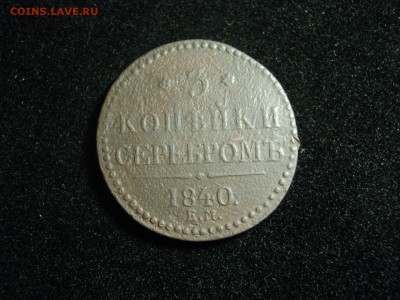 COINS.LAVE.RU
3
КОПѢЙКИ
СЕРЕБРОМЪ
1840.
Е.М.